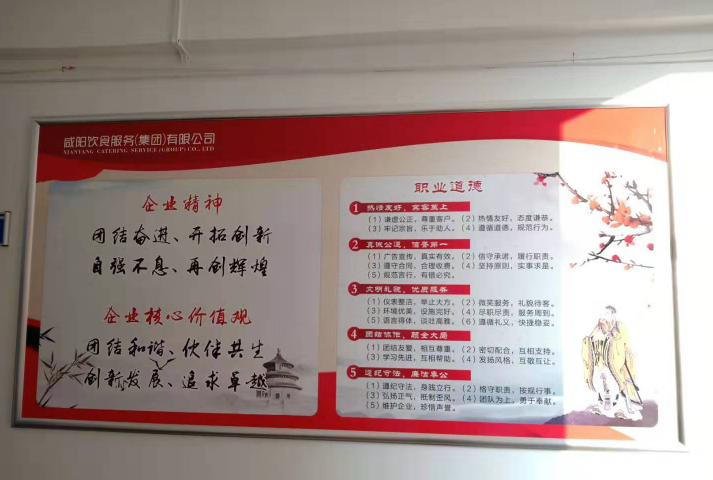 咸阳饮食服务(集团)有限公司
XIANYANG CATERING SERVICE (GROUP) CO., LTD
企业精神
团结奋进、开拓创新
自强不息、再创辉煌
企业核心价值观
团结和谐、伙伴共生
创新发展、追求卓越
职业道德
1 热情友好，宾客至上
（1）谦虚公正，尊重客户。（2）热情友好，态度谦恭。
（3）牢记宗旨，乐于助人。（4）遵循道德，规范行为。
2 真诚公道，信誉第一
（1）广告宣传，真实有效。（2）信守承诺，履行职责。
（3）遵守合同，合理收费。（4）坚持原则，实事求是。
（5）规范言行，有错必究。
3 文明礼貌，优质服务
（1）仪表整洁，举止大方。（2）微笑服务，礼貌待客。
（3）环境优美，设施完好。（4）尽职尽责，服务周到。
（5）语言得体，谈吐高雅。（6）遵循礼义，快捷稳妥。
4 团结协作，顾全大局
（1）团结友爱，相互尊重。（2）密切配合，互相支持。
（3）学习先进，互相帮助。（4）发扬风格，互敬互让。
5 遵纪守法，廉洁奉公
（1）遵纪守法，身践立行。（2）恪守职责，按规行事。
（3）弘扬正气，抵制歪风。（4）团队为上，勇于奉献。
（5）维护企业，珍惜声誉。